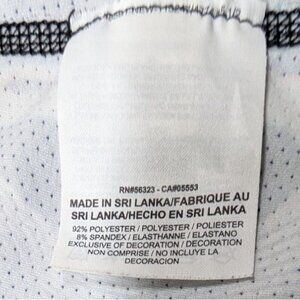 RN#56323 - CA#05553
MADE IN SRI LANKA/FABRIQUE AU
SRI LANKA/HECHO EN SRI LANKA
92% POLYESTER / POLYESTER / POLIESTER
8% SPANDEX / ELASTHANNE / ELASTANO
EXCLUSIVE OF DECORATION / DECORATION
NON COMPRISE / NO INCLUYE LA
DECORACION